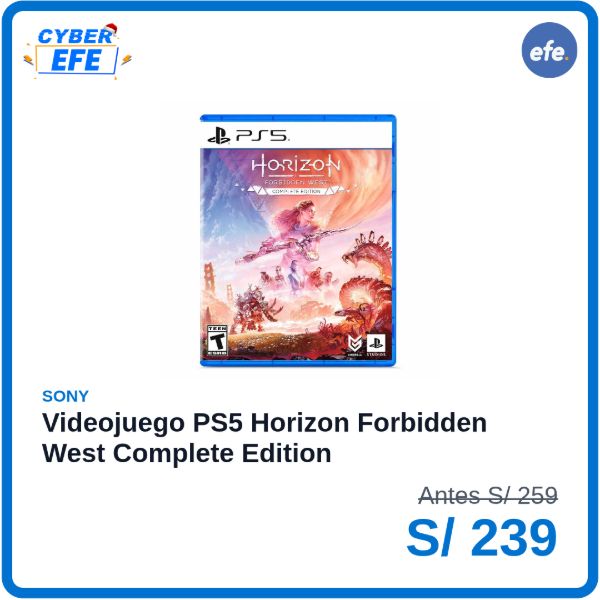 CYBER
EFE
efe.
PS5
HORIZON
FORBIDDEN WEST
COMPLETE EDITION
TEEN
T
ESRB
SONY
Videojuego PS5 Horizon Forbidden
West Complete Edition
Antes S/ 259
S/ 239